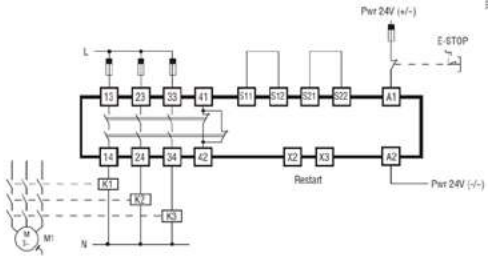 Pwr 24V (+/~)
E-STOP
L
13 23 33 41 S11 S12 S21 S22 A1
14 24 34 42 X2 X3 A2
K1
K2
K3
Restart
Pwr 24V (-/~)
M
3~
M1
N